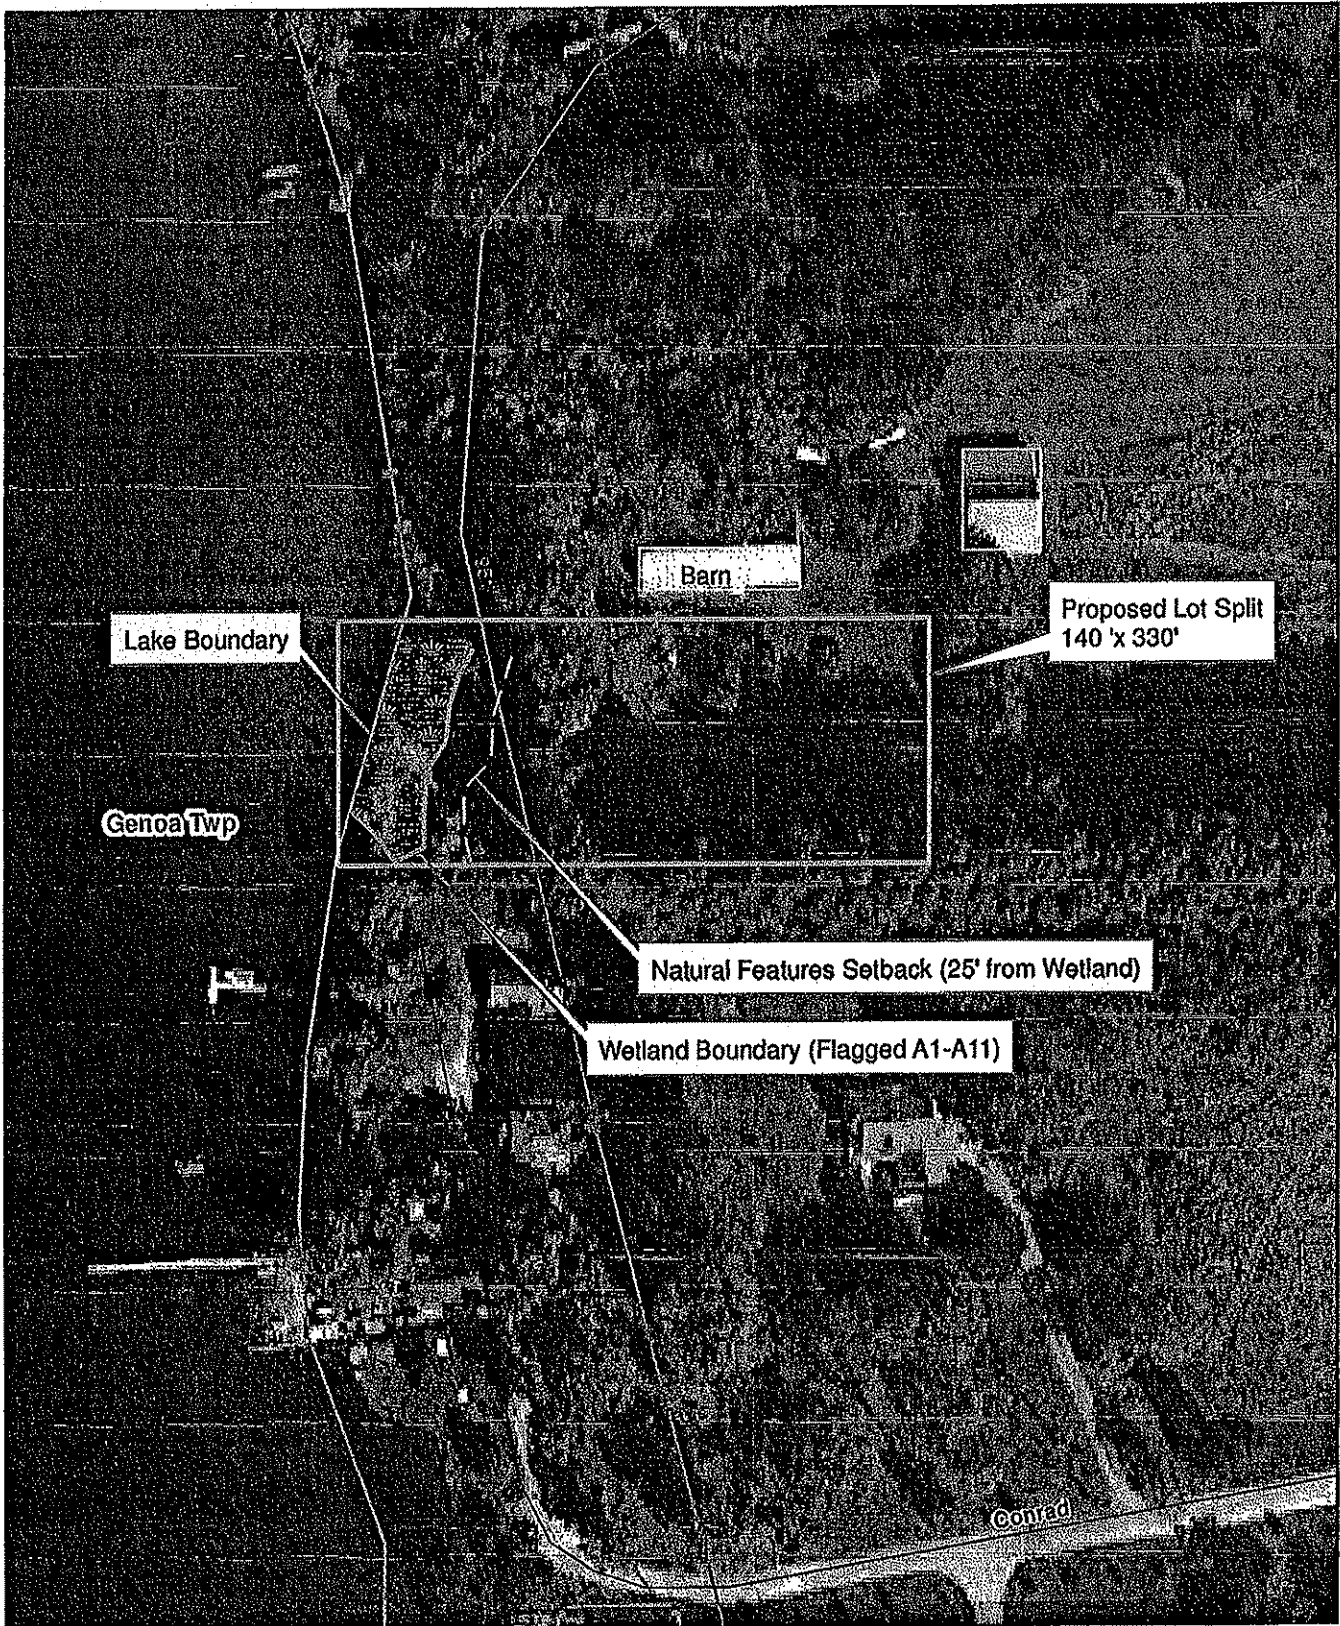 Barn
Proposed Lot Split
140 'x 330'
Lake Boundary
Genoa Twp
Natural Features Setback (25' from Wetland)
Wetland Boundary (Flagged A1-A11)
Conrad